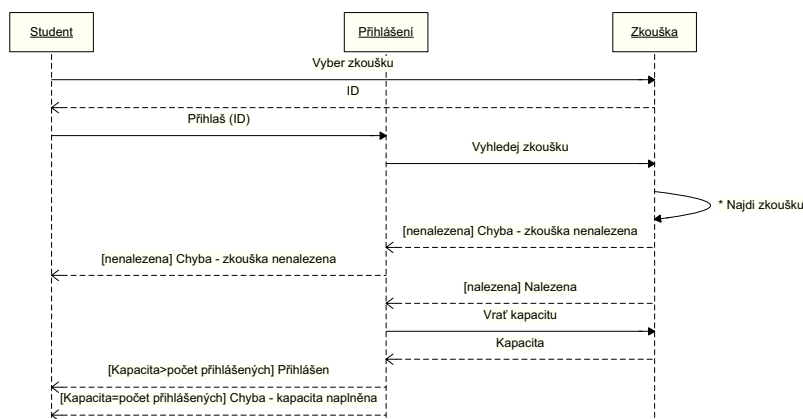 Student
Přihlášení
Zkouška
Vyber zkoušku
ID
Přihlaš (ID)
Vyhledej zkoušku
* Najdi zkoušku
[nenalezena] Chyba - zkouška nenalezena
[nenalezena] Chyba - zkouška nenalezena
[nalezena] Nalezena
Vrať kapacitu
Kapacita
[Kapacita>počet přihlášených] Přihlášen
[Kapacita=počet přihlášených] Chyba - kapacita naplněna